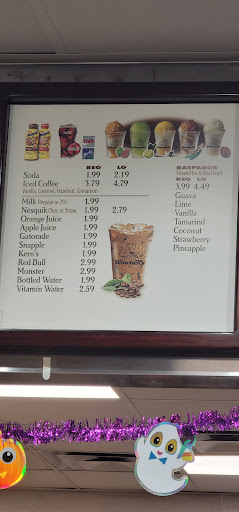 REG LG
Soda 1.99 2.19
Iced Coffee 3.79 4.79
Vanilla, Caramel, Hazelnut, Cinnamon
Milk Regular or 2% 1.99
Nesquik Choc. or Straw. 1.99 2.79
Orange Juice 1.99
Apple Juice 1.99
Gatorade 1.99
Snapple 1.99
Kern's 1.99
Red Bull 2.99
Monster 2.99
Bottled Water 1.99
Vitamin Water 2.59
Winchell's
RASPADOS
Shaved Ice & Real Fruit
REG LG
3.99 4.49
Guava
Lime
Vanilla
Tamarind
Coconut
Strawberry
Pineapple